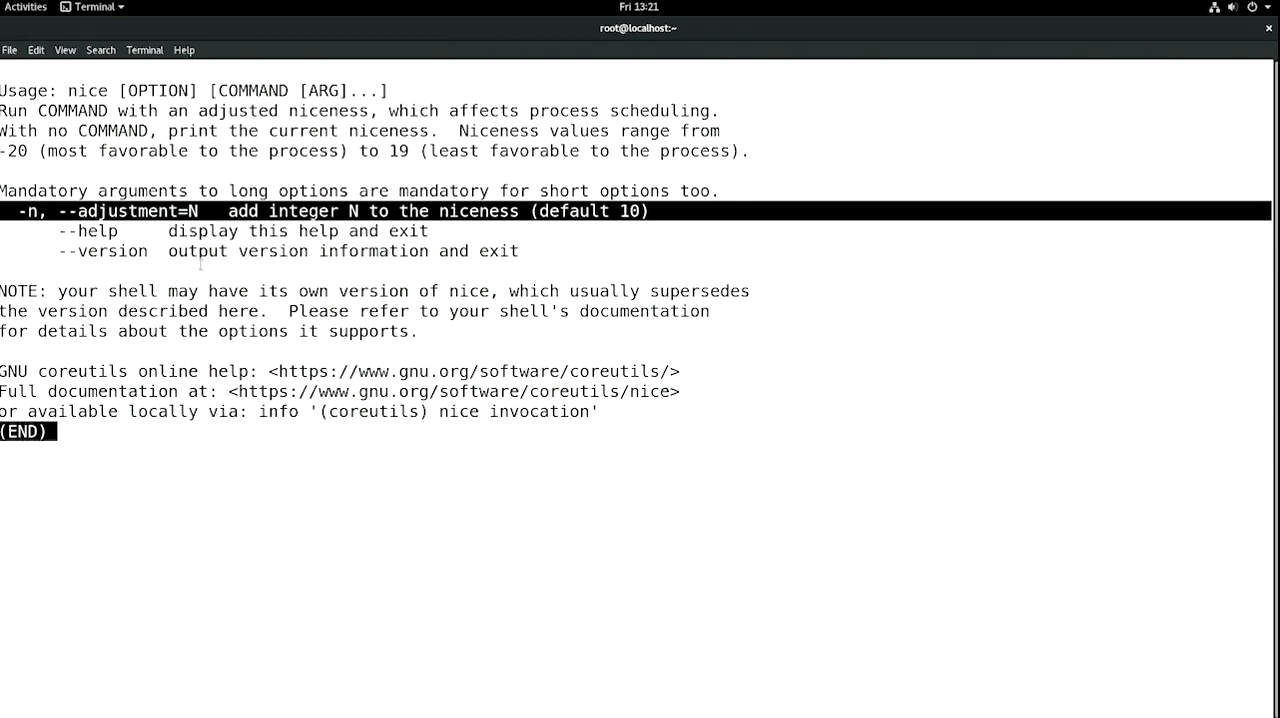 Activities Terminal Fri 13:21
root@localhost:~
File Edit View Search Terminal Help
Usage: nice [OPTION] [COMMAND [ARG]...]
Run COMMAND with an adjusted niceness, which affects process scheduling.
With no COMMAND, print the current niceness.  Niceness values range from
-20 (most favorable to the process) to 19 (least favorable to the process).
Mandatory arguments to long options are mandatory for short options too.
-n, --adjustment=N   add integer N to the niceness (default 10)
--help     display this help and exit
--version  output version information and exit
NOTE: your shell may have its own version of nice, which usually supersedes
the version described here.  Please refer to your shell's documentation
for details about the options it supports.
GNU coreutils online help: <https://www.gnu.org/software/coreutils/>
Full documentation at: <https://www.gnu.org/software/coreutils/nice>
or available locally via: info '(coreutils) nice invocation'
(END)